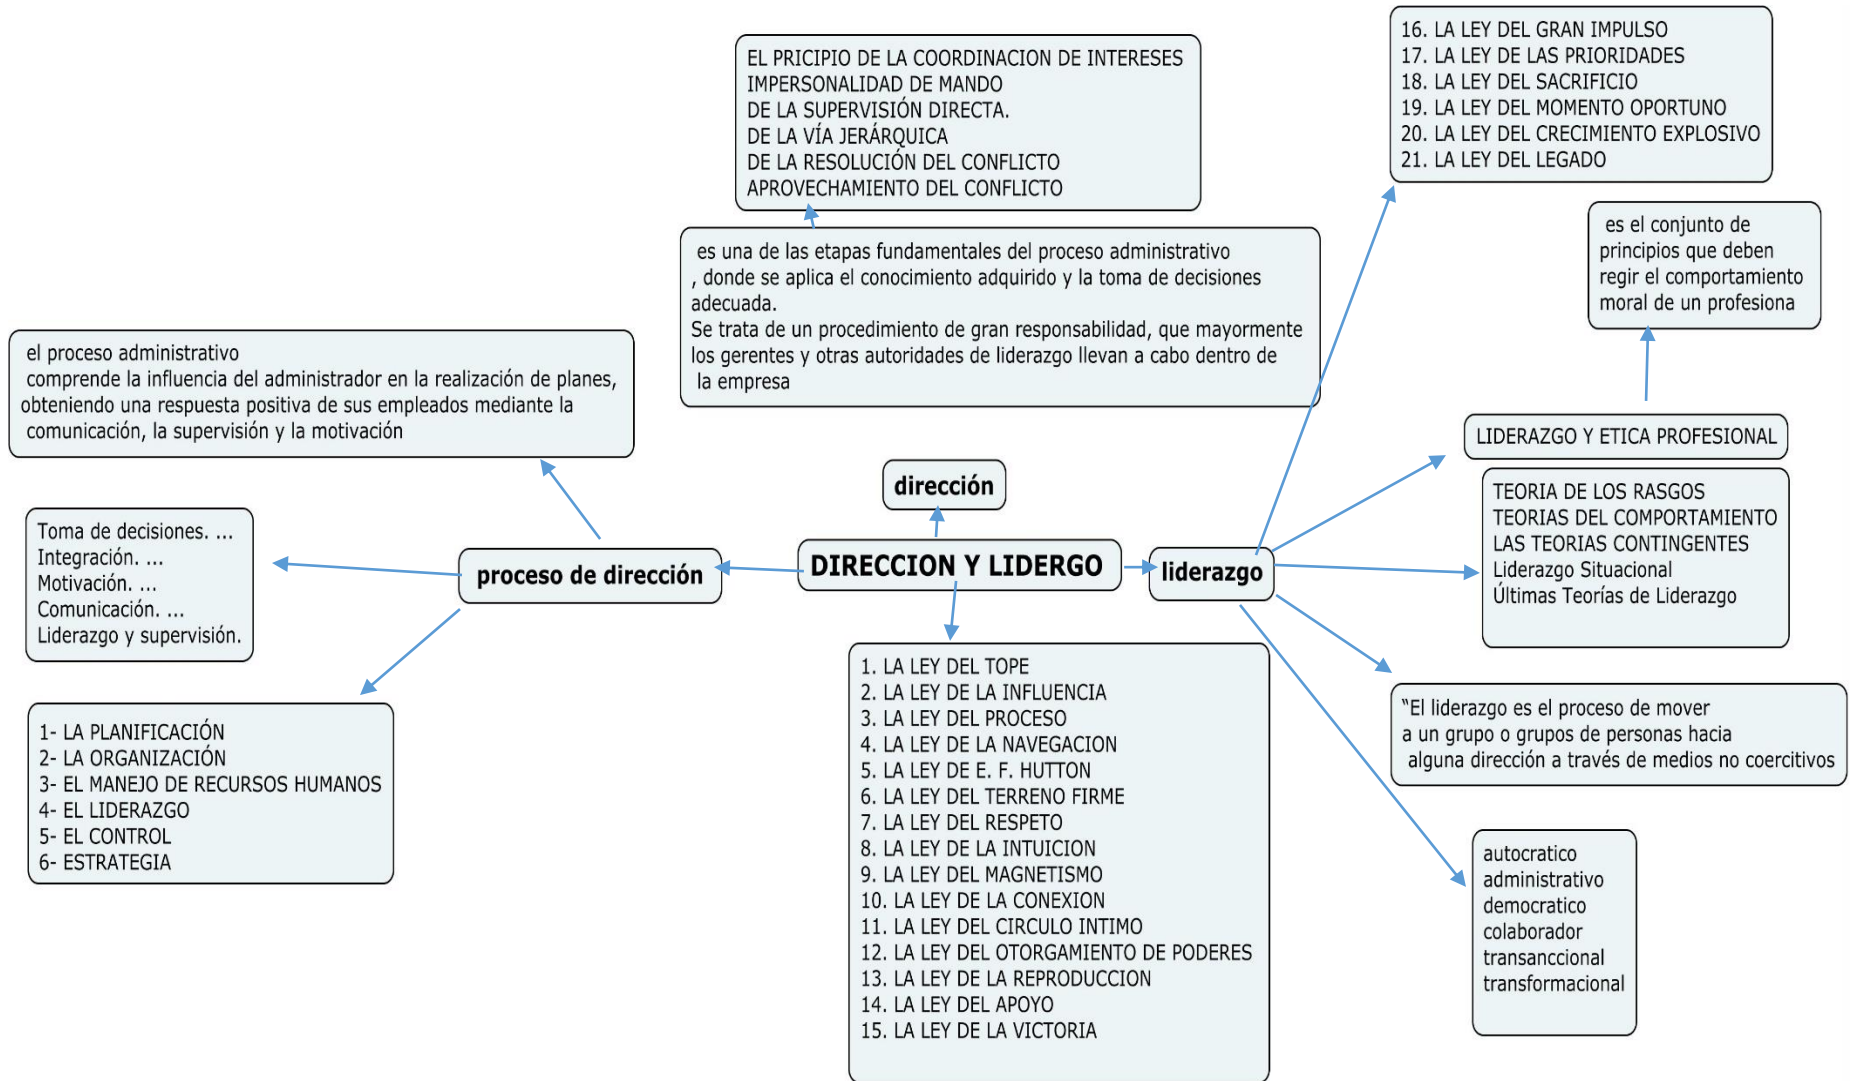 EL PRICIPIO DE LA COORDINACION DE INTERESES
IMPERSONALIDAD DE MANDO
DE LA SUPERVISIÓN DIRECTA.
DE LA VÍA JERÁRQUICA
DE LA RESOLUCIÓN DEL CONFLICTO
APROVECHAMIENTO DEL CONFLICTO
16. LA LEY DEL GRAN IMPULSO
17. LA LEY DE LAS PRIORIDADES
18. LA LEY DEL SACRIFICIO
19. LA LEY DEL MOMENTO OPORTUNO
20. LA LEY DEL CRECIMIENTO EXPLOSIVO
21. LA LEY DEL LEGADO
es una de las etapas fundamentales del proceso administrativo
, donde se aplica el conocimiento adquirido y la toma de decisiones
adecuada.
Se trata de un procedimiento de gran responsabilidad, que mayormente
los gerentes y otras autoridades de liderazgo llevan a cabo dentro de
la empresa
es el conjunto de
principios que deben
regir el comportamiento
moral de un profesiona
el proceso administrativo
comprende la influencia del administrador en la realización de planes,
obteniendo una respuesta positiva de sus empleados mediante la
comunicación, la supervisión y la motivación
LIDERAZGO Y ETICA PROFESIONAL
dirección
TEORIA DE LOS RASGOS
TEORIAS DEL COMPORTAMIENTO
LAS TEORIAS CONTINGENTES
Liderazgo Situacional
Últimas Teorías de Liderazgo
Toma de decisiones. ...
Integración. ...
Motivación. ...
Comunicación. ...
Liderazgo y supervisión.
proceso de dirección
DIRECCION Y LIDERGO
liderazgo
1. LA LEY DEL TOPE
2. LA LEY DE LA INFLUENCIA
3. LA LEY DEL PROCESO
4. LA LEY DE LA NAVEGACION
5. LA LEY DE E. F. HUTTON
6. LA LEY DEL TERRENO FIRME
7. LA LEY DEL RESPETO
8. LA LEY DE LA INTUICION
9. LA LEY DEL MAGNETISMO
10. LA LEY DE LA CONEXION
11. LA LEY DEL CIRCULO INTIMO
12. LA LEY DEL OTORGAMIENTO DE PODERES
13. LA LEY DE LA REPRODUCCION
14. LA LEY DEL APOYO
15. LA LEY DE LA VICTORIA
"El liderazgo es el proceso de mover
a un grupo o grupos de personas hacia
alguna dirección a través de medios no coercitivos
1- LA PLANIFICACIÓN
2- LA ORGANIZACIÓN
3- EL MANEJO DE RECURSOS HUMANOS
4- EL LIDERAZGO
5- EL CONTROL
6- ESTRATEGIA
autocratico
administrativo
democratico
colaborador
transanccional
transformacional